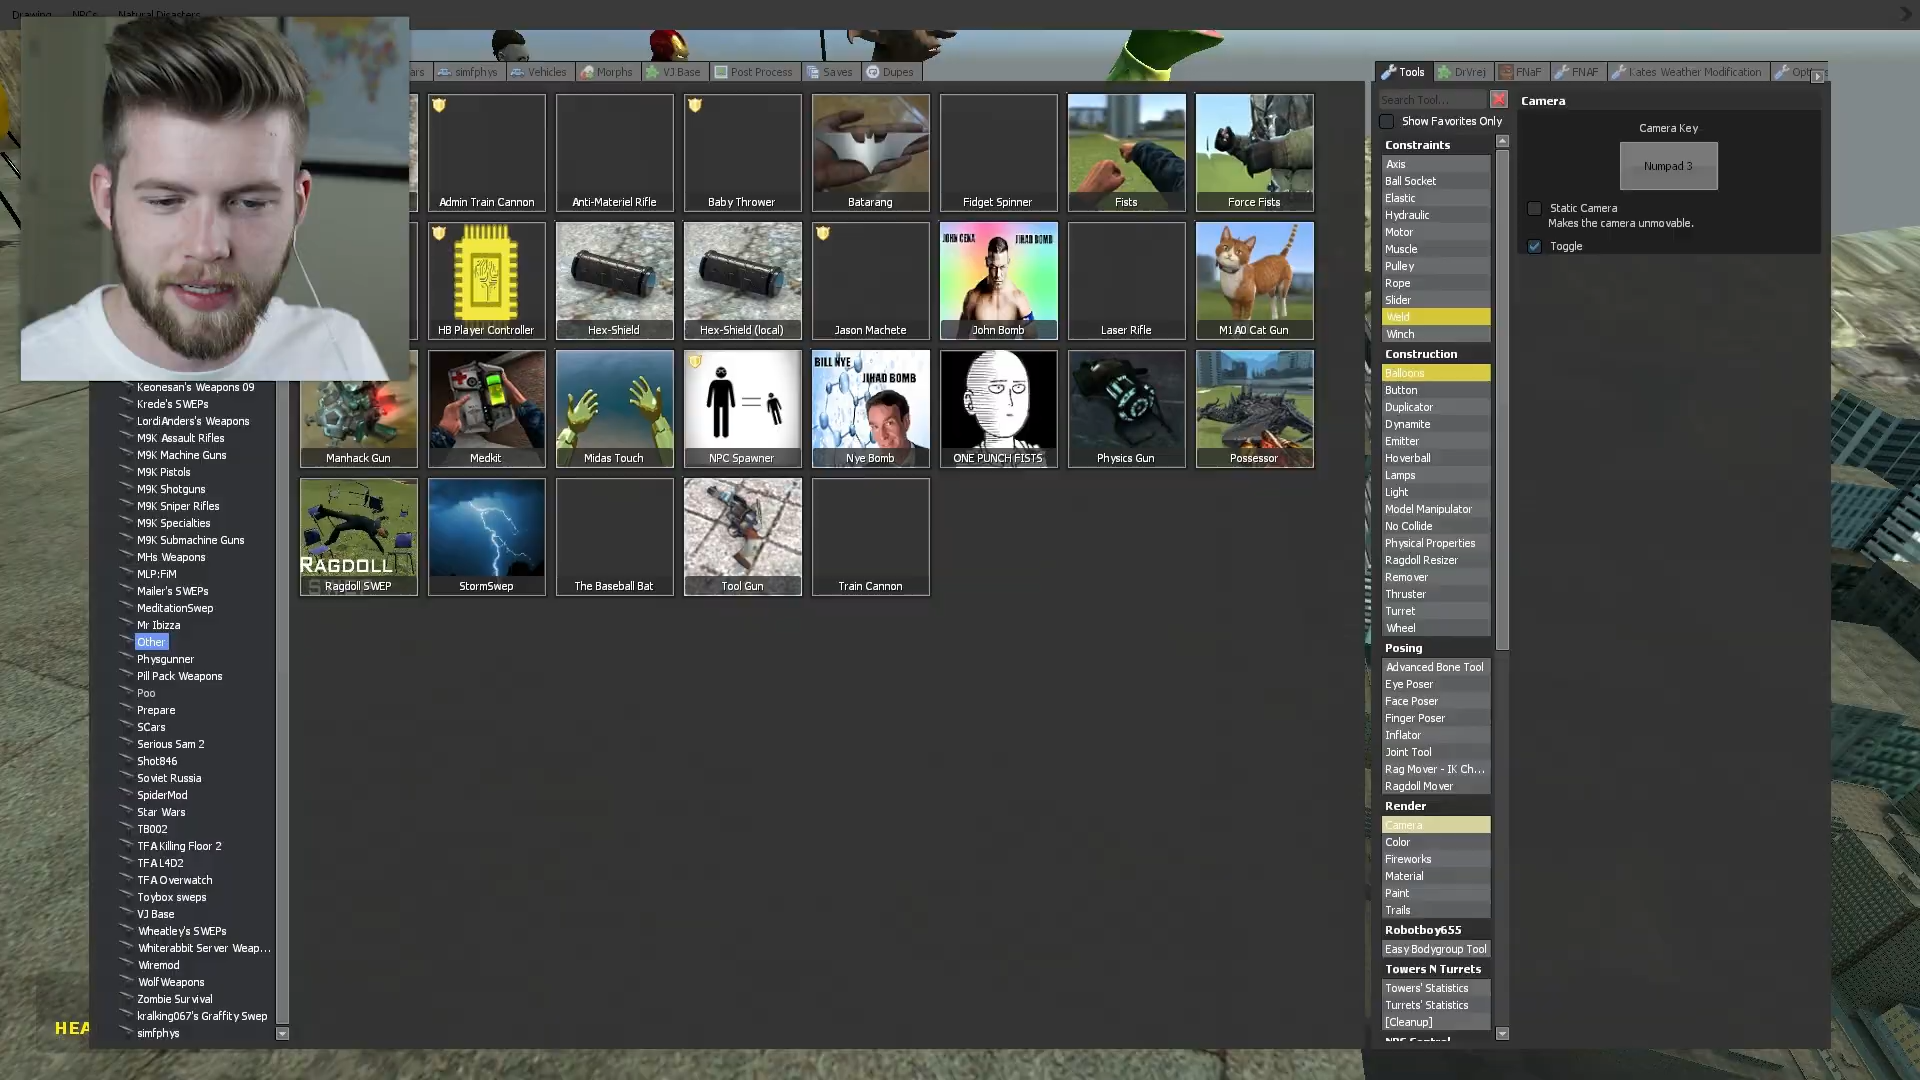 Drawing NPCs Natural Disasters
ars simfphys Vehicles Morphs VJ Base Post Process Saves Dupes
Admin Train Cannon Anti-Materiel Rifle Baby Thrower Batarang Fidget Spinner Fists Force Fists
JOHN CENA JIHAD BOMB
HB Player Controller Hex-Shield Hex-Shield (local) Jason Machete John Bomb Laser Rifle M1A0 Cat Gun
BILL NYE
JIHAD BOMB
Manhack Gun Medkit Midas Touch NPC Spawner Nye Bomb ONE PUNCH FISTS Physics Gun Possessor
RAGDOLL
Ragdoll SWEP StormSwep The Baseball Bat Tool Gun Train Cannon
Keonesan's Weapons 09
Krede's SWEPs
LordiAnders's Weapons
M9K Assault Rifles
M9K Machine Guns
M9K Pistols
M9K Shotguns
M9K Sniper Rifles
M9K Specialties
M9K Submachine Guns
MHs Weapons
MLP:FiM
Mailer's SWEPs
MeditationSwep
Mr Ibizza
Other
Physgunner
Pill Pack Weapons
Poo
Prepare
SCars
Serious Sam 2
Shot846
Soviet Russia
SpiderMod
Star Wars
TB002
TFA Killing Floor 2
TFA L4D2
TFA Overwatch
Toybox sweps
VJ Base
Wheatley's SWEPs
Whiterabbit Server Weap...
Wiremod
Wolf Weapons
Zombie Survival
kralking067's Graffity Swep
simfphys
HEA
Tools DrVrej FNaF FNAF Kates Weather Modification Opti
Search Tool...
Show Favorites Only
Constraints
Axis
Ball Socket
Elastic
Hydraulic
Motor
Muscle
Pulley
Rope
Slider
Weld
Winch
Construction
Balloons
Button
Duplicator
Dynamite
Emitter
Hoverball
Lamps
Light
Model Manipulator
No Collide
Physical Properties
Ragdoll Resizer
Remover
Thruster
Turret
Wheel
Posing
Advanced Bone Tool
Eye Poser
Face Poser
Finger Poser
Inflator
Joint Tool
Rag Mover - IK Ch...
Ragdoll Mover
Render
Camera
Color
Fireworks
Material
Paint
Trails
Robotboy655
Easy Bodygroup Tool
Towers N Turrets
Towers' Statistics
Turrets' Statistics
[Cleanup]
NPC Control
Camera
Camera Key
Numpad 3
Static Camera
Makes the camera unmovable.
Toggle